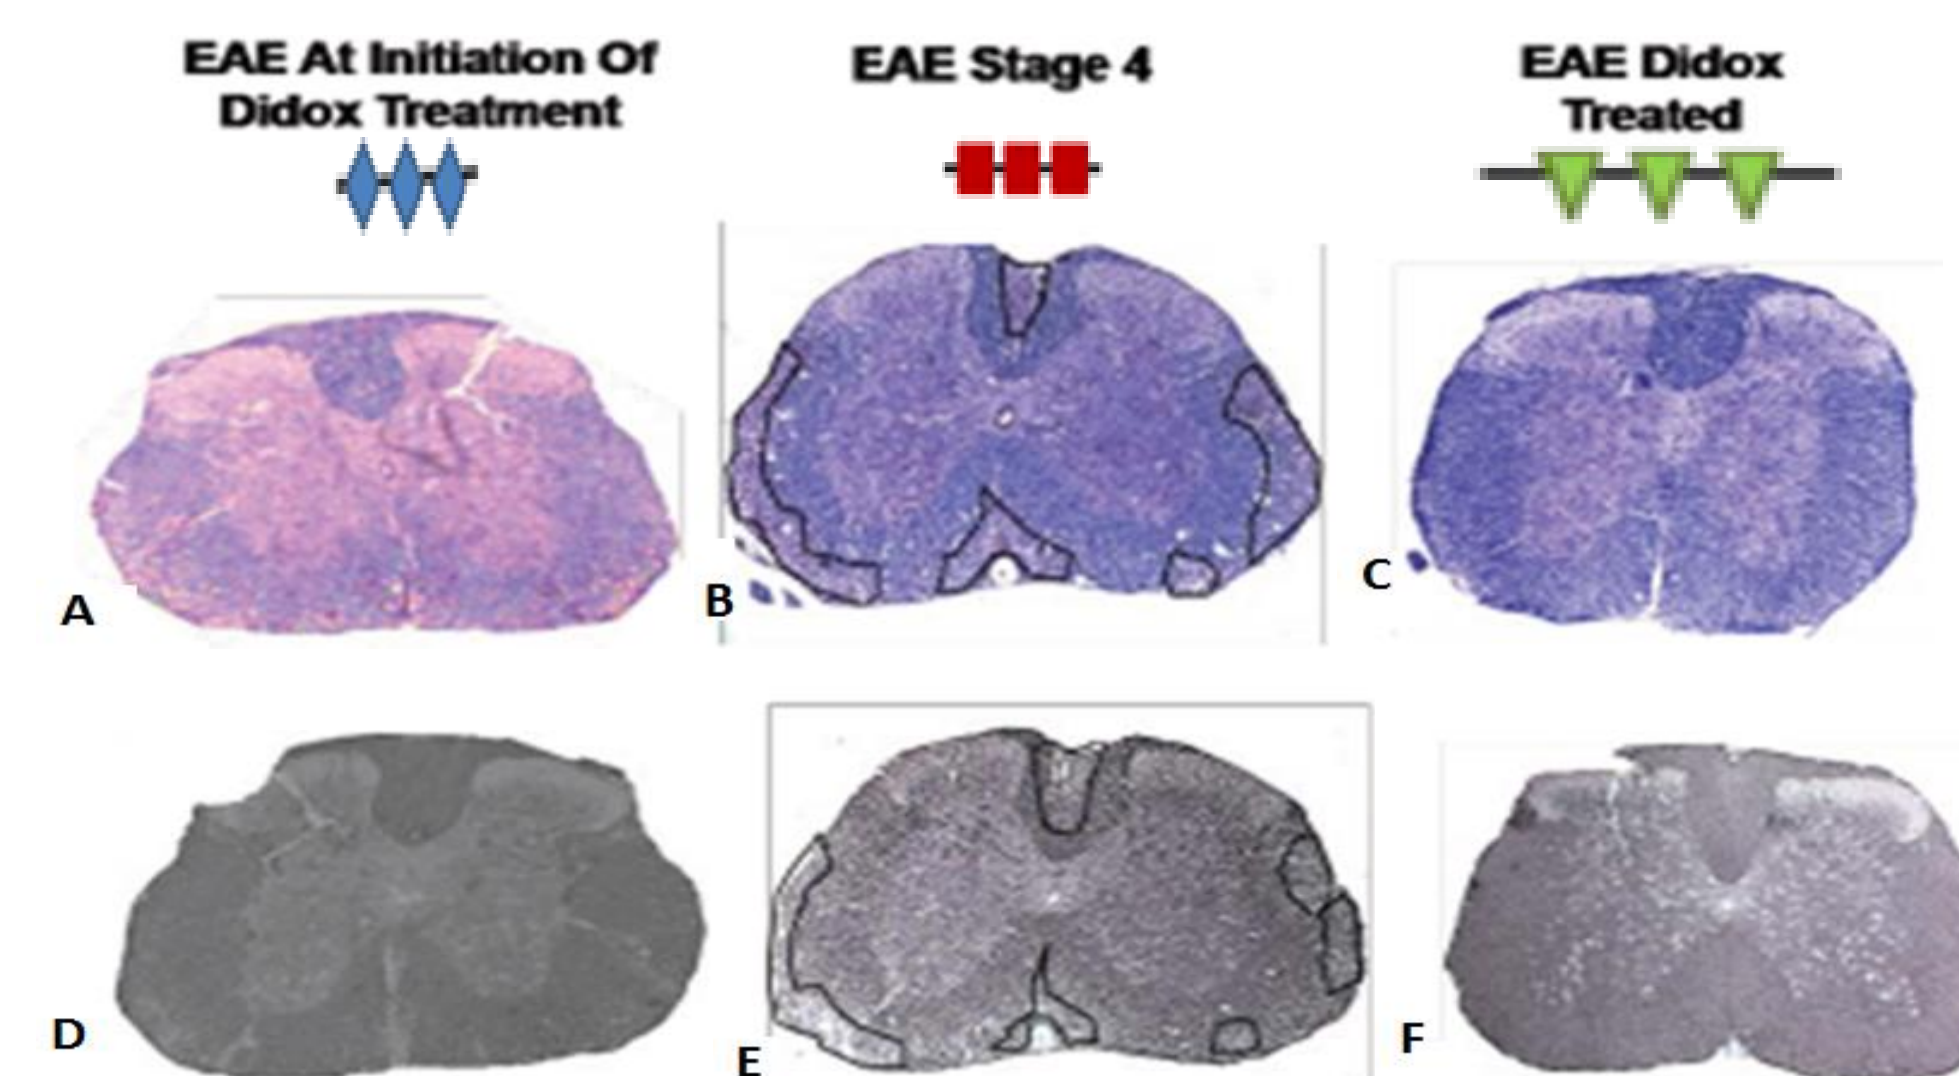 EAE At Initiation Of
Didox Treatment
EAE Stage 4
EAE Didox
Treated
A
B
C
D
E
F